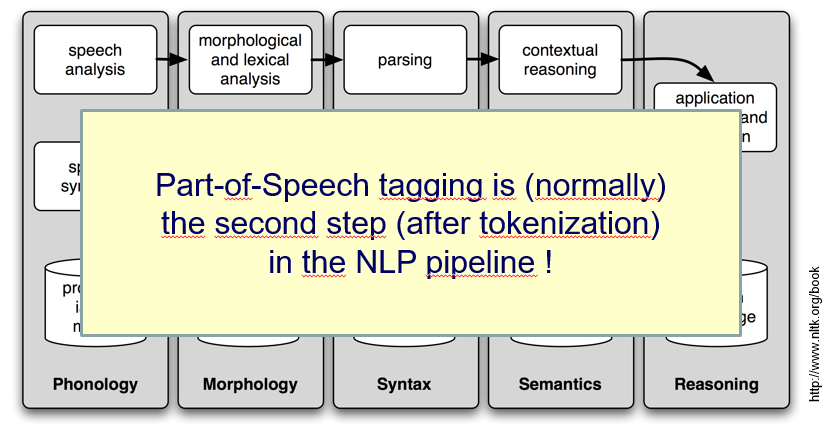 speech
analysis
morphological
and lexical
analysis
parsing
contextual
reasoning
application
and
Part-of-Speech tagging is (normally)
the second step (after tokenization)
in the NLP pipeline !
Phonology
Morphology
Syntax
Semantics
Reasoning
http://www.nltk.org/book